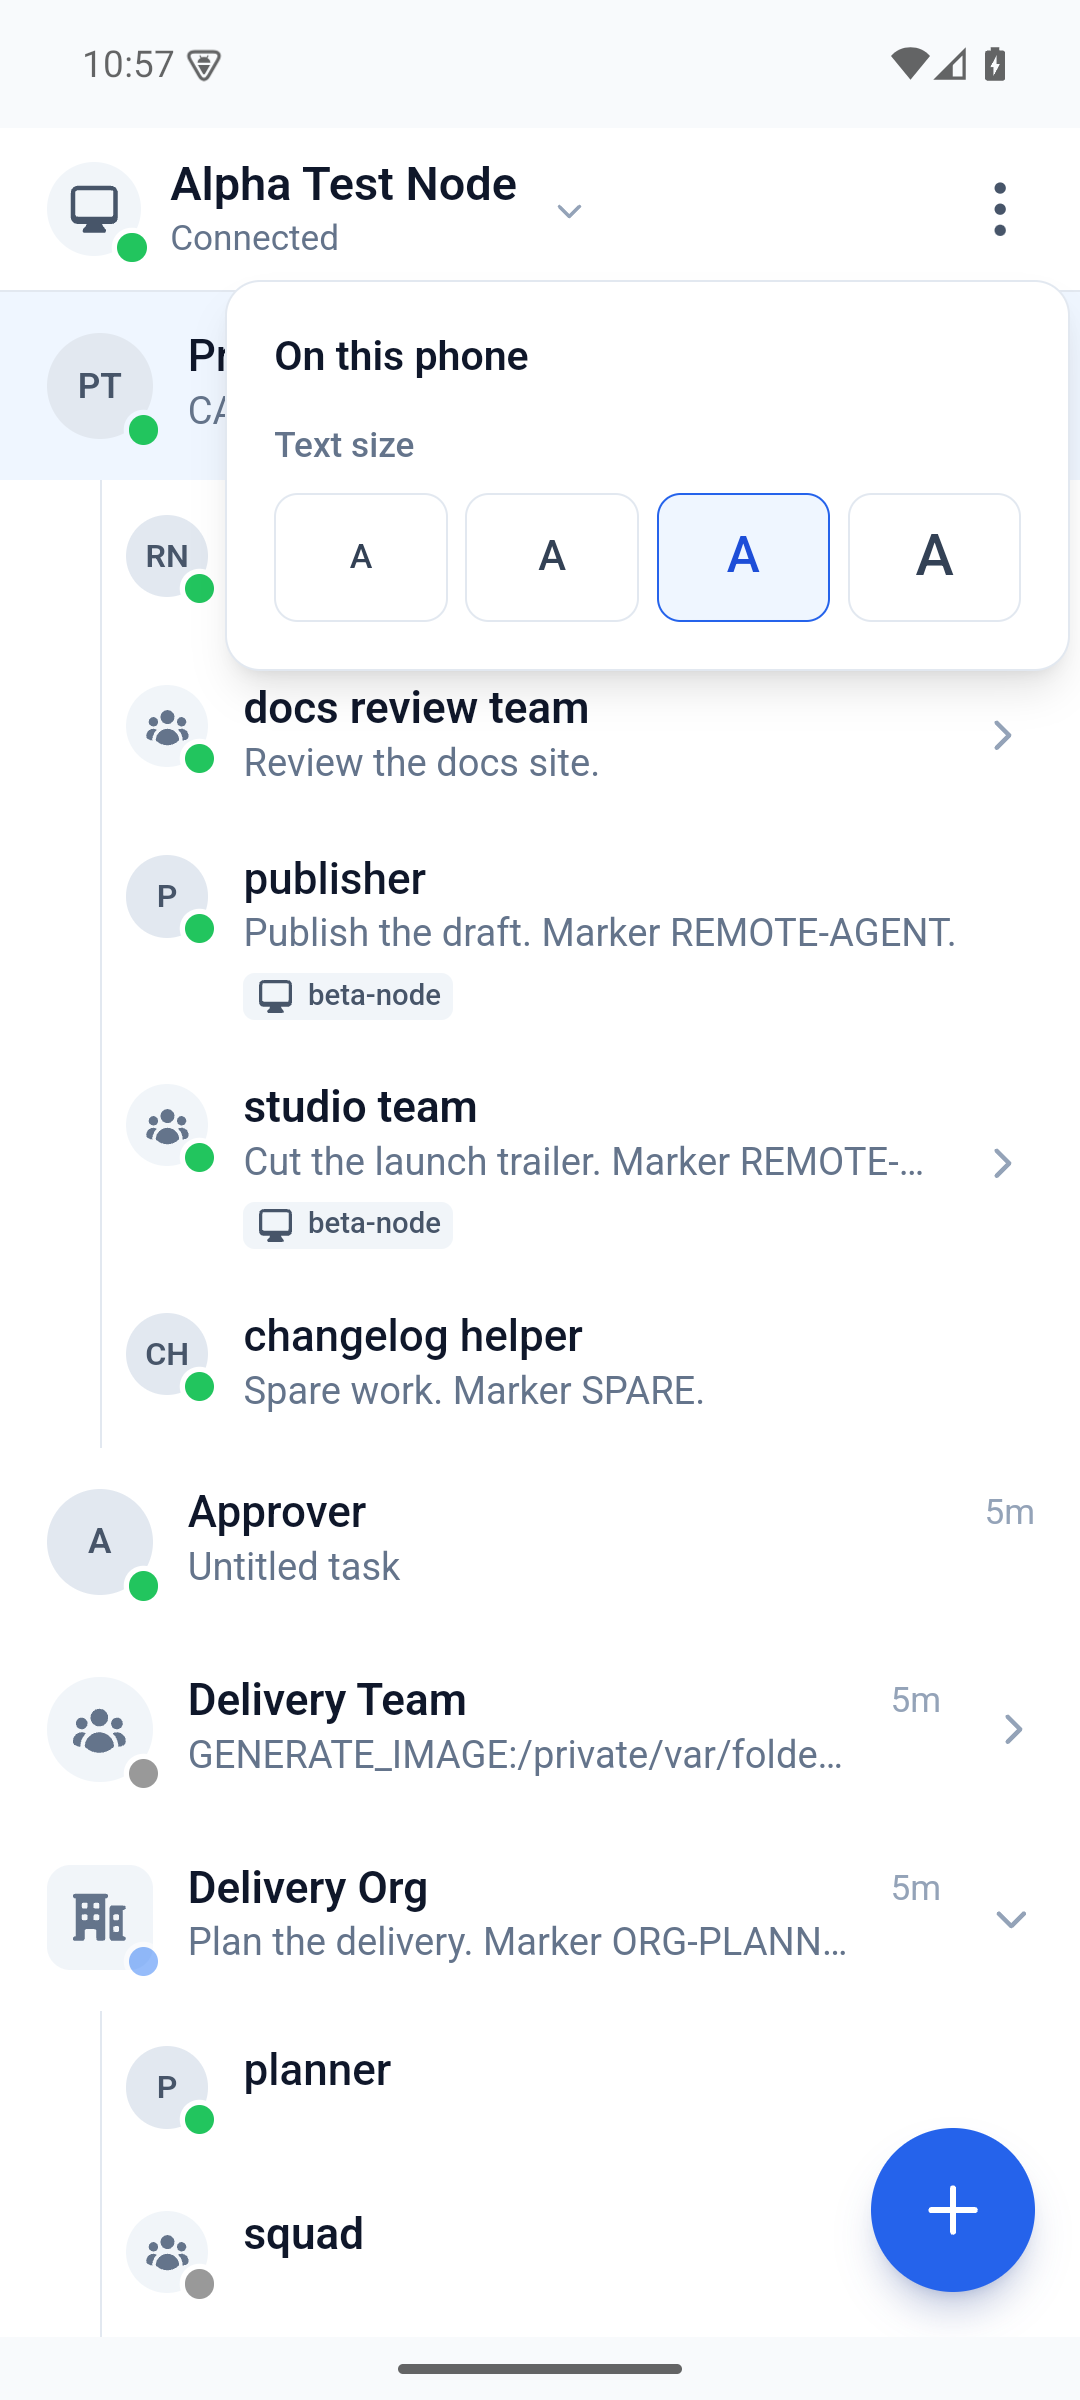 10:57
Alpha Test Node
Connected
On this phone
Text size
A A A A
PT
RN
docs review team
Review the docs site.
P
publisher
Publish the draft. Marker REMOTE-AGENT.
beta-node
studio team
Cut the launch trailer. Marker REMOTE-...
beta-node
CH
changelog helper
Spare work. Marker SPARE.
A
Approver
5m
Untitled task
Delivery Team
5m
GENERATE_IMAGE:/private/var/folde...
Delivery Org
5m
Plan the delivery. Marker ORG-PLANN...
P
planner
squad